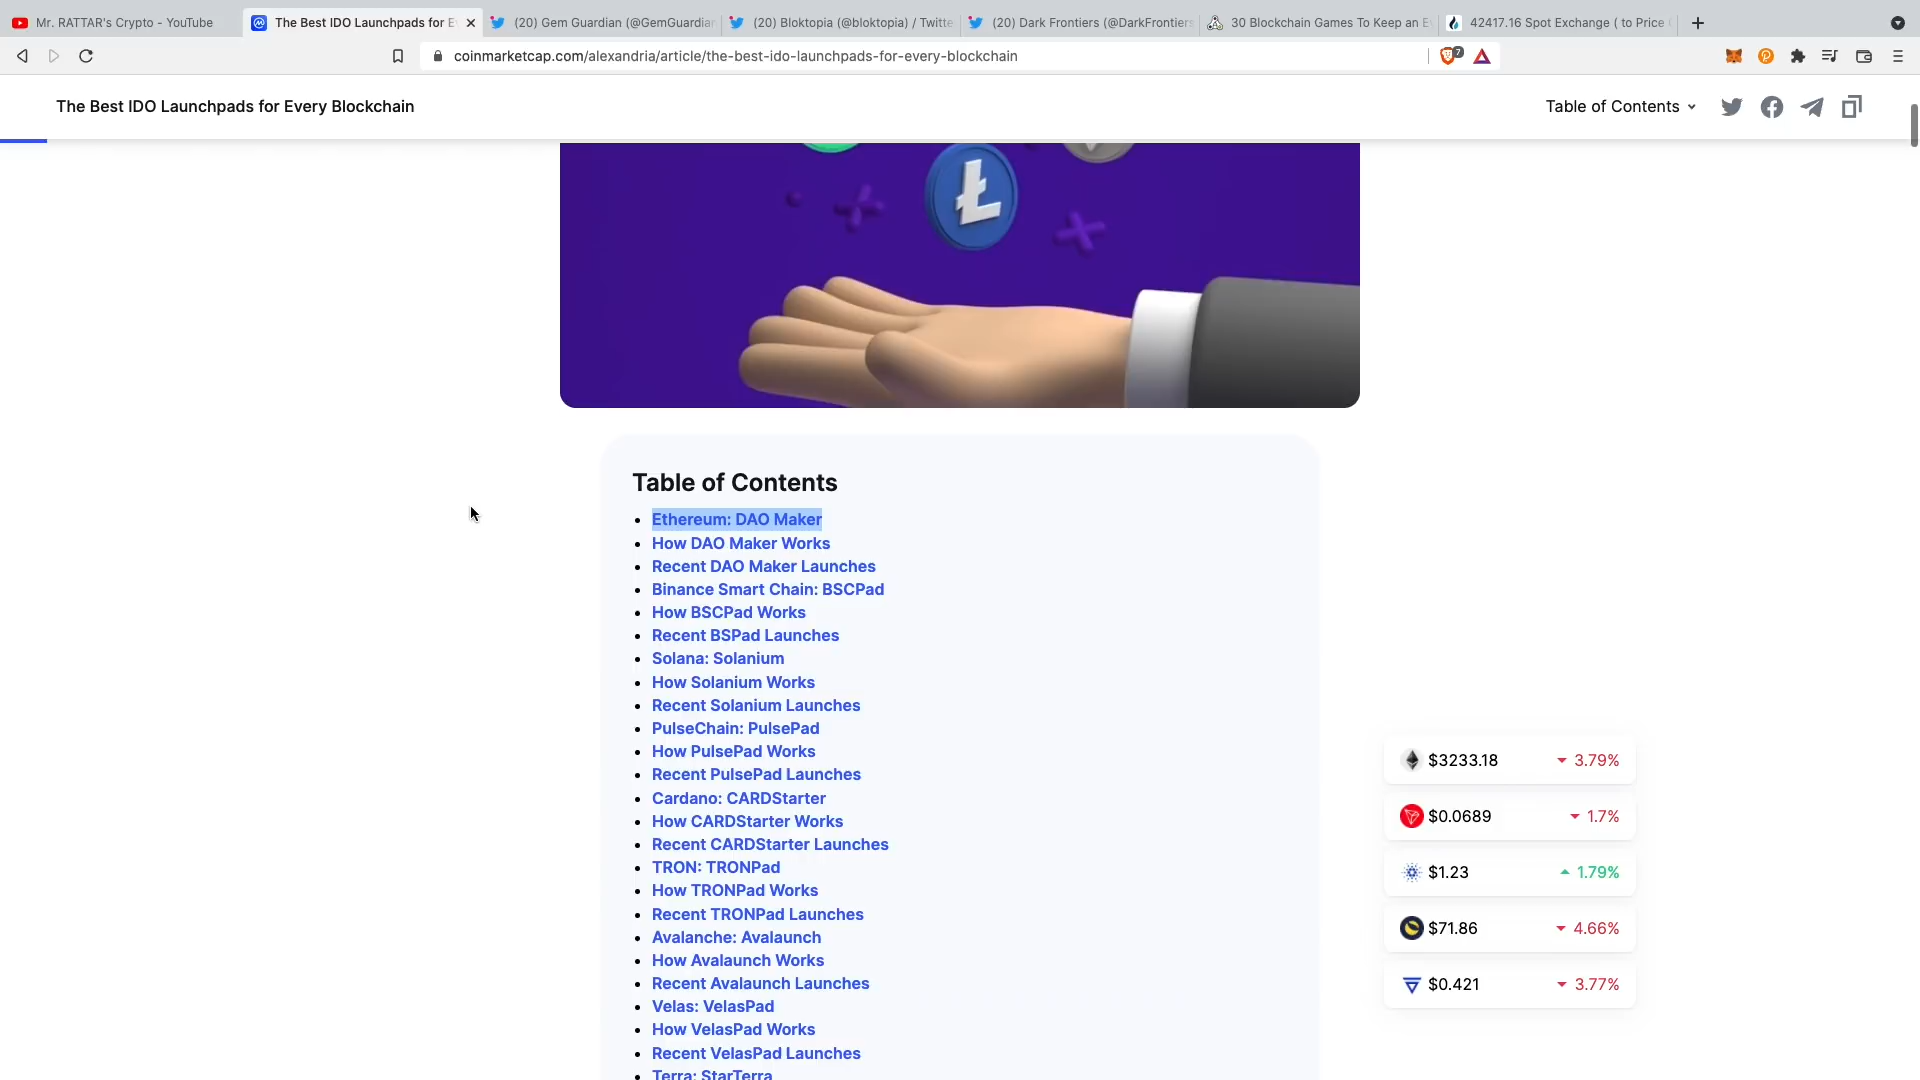 Mr. RATTAR's Crypto - YouTube
The Best IDO Launchpads for E
(20) Gem Guardian (@GemGuardian
(20) Bloktopia (@bloktopia) / Twitte
(20) Dark Frontiers (@DarkFrontiers
30 Blockchain Games To Keep an E
42417.16 Spot Exchange ( to Price
coinmarketcap.com/alexandria/article/the-best-ido-launchpads-for-every-blockchain
7
The Best IDO Launchpads for Every Blockchain
Table of Contents
Table of Contents
Ethereum: DAO Maker
How DAO Maker Works
Recent DAO Maker Launches
Binance Smart Chain: BSCPad
How BSCPad Works
Recent BSPad Launches
Solana: Solanium
How Solanium Works
Recent Solanium Launches
PulseChain: PulsePad
How PulsePad Works
Recent PulsePad Launches
Cardano: CARDStarter
How CARDStarter Works
Recent CARDStarter Launches
TRON: TRONPad
How TRONPad Works
Recent TRONPad Launches
Avalanche: Avalaunch
How Avalaunch Works
Recent Avalaunch Launches
Velas: VelasPad
How VelasPad Works
Recent VelasPad Launches
Terra: StarTerra
$3233.18 3.79%
$0.0689 1.7%
$1.23 1.79%
$71.86 4.66%
$0.421 3.77%